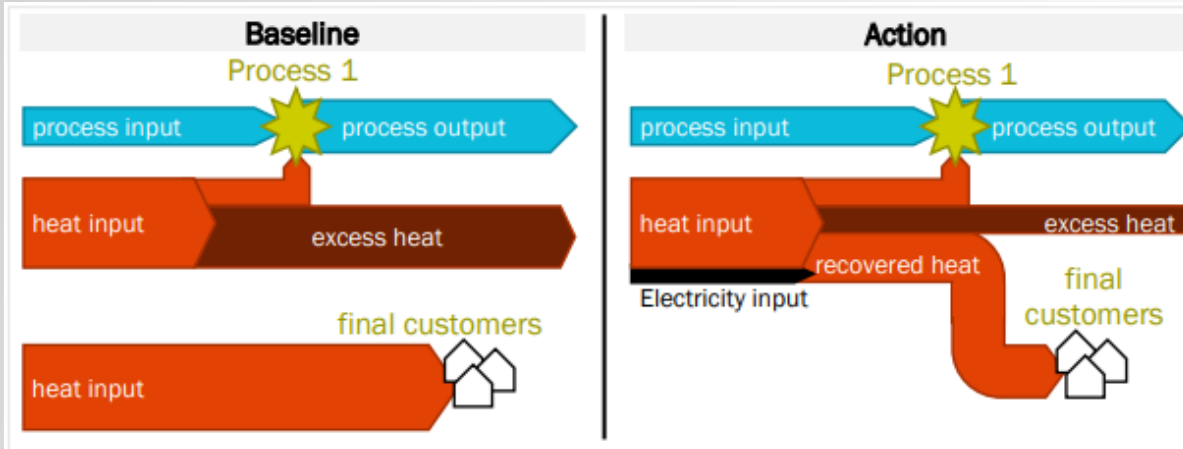 Baseline
Process 1
process input
process output
heat input
excess heat
final customers
heat input
Action
Process 1
process input
process output
heat input
excess heat
recovered heat
Electricity input
final
customers